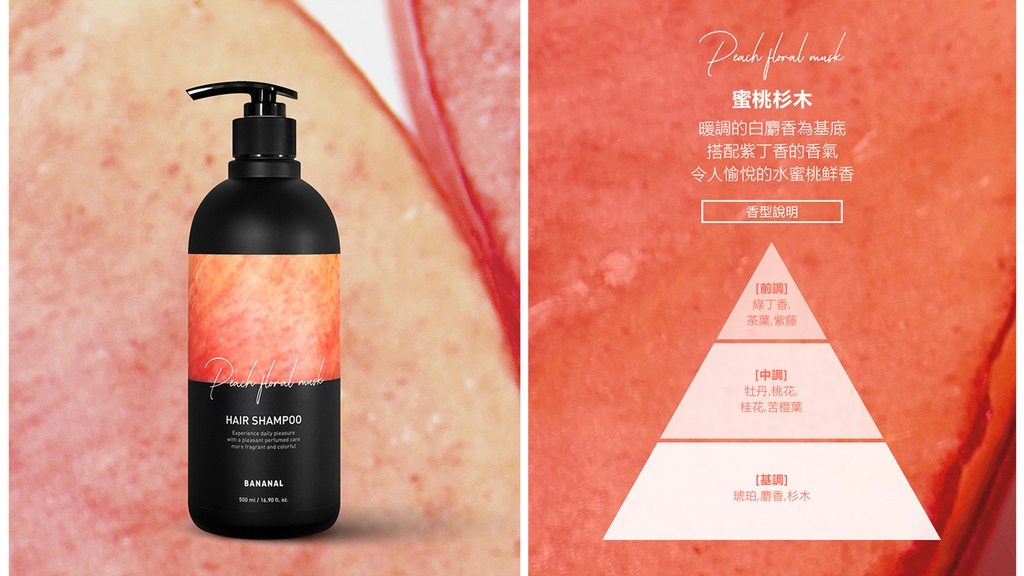 Peach floral musk
HAIR SHAMPOO
Experience daily pleasure
with a pleasant perfumed care
more fragrant and colorful
BANANAL
500 ml / 16.90 fl. oz.
Peach floral musk
蜜桃杉木
暖調的白麝香為基底
搭配紫丁香的香氣
令人愉悅的水蜜桃鮮香
香型說明
[前調]
綠丁香,
茶葉,紫藤
[中調]
牡丹,桃花,
桂花,苦橙葉
[基調]
琥珀,麝香,杉木